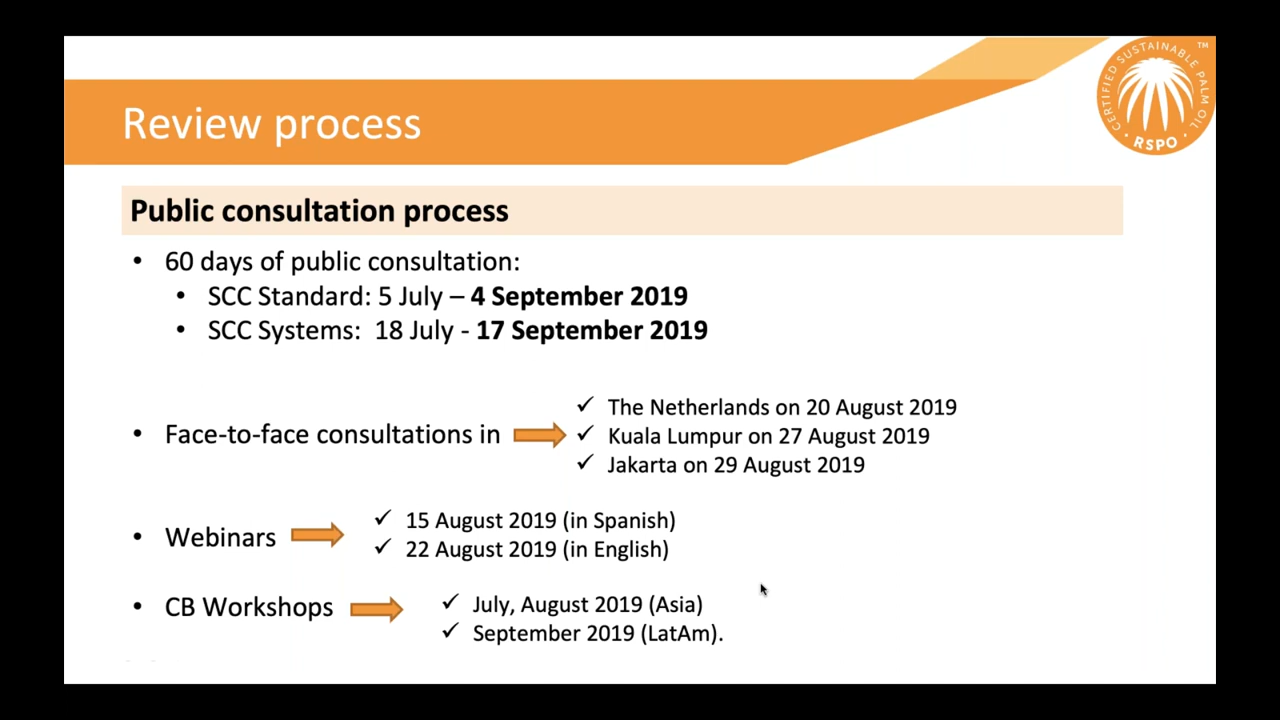 Review process
CERTIFIED SUSTAINABLE PALM OIL ™
· RSPO ·
Public consultation process
• 60 days of public consultation:
• SCC Standard: 5 July – 4 September 2019
• SCC Systems:  18 July - 17 September 2019
• Face-to-face consultations in
✓ The Netherlands on 20 August 2019
✓ Kuala Lumpur on 27 August 2019
✓ Jakarta on 29 August 2019
• Webinars
✓ 15 August 2019 (in Spanish)
✓ 22 August 2019 (in English)
• CB Workshops
✓ July, August 2019 (Asia)
✓ September 2019 (LatAm).